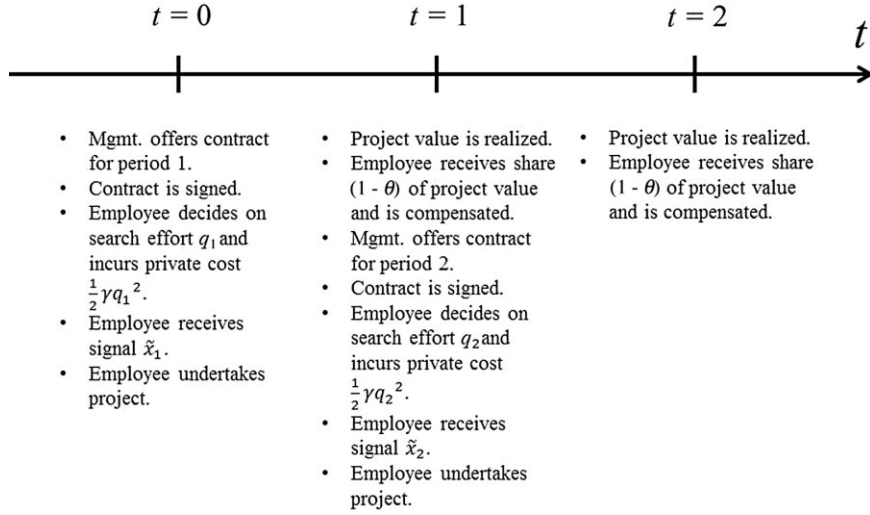 t = 0
t = 1
t = 2
t
• Mgmt. offers contract
for period 1.
• Contract is signed.
• Employee decides on
search effort q₁ and
incurs private cost
½γq₁².
• Employee receives
signal x̃₁.
• Employee undertakes
project.
• Project value is realized.
• Employee receives share
(1 - θ) of project value
and is compensated.
• Mgmt. offers contract
for period 2.
• Contract is signed.
• Employee decides on
search effort q₂ and
incurs private cost
½γq₂².
• Employee receives
signal x̃₂.
• Employee undertakes
project.
• Project value is realized.
• Employee receives share
(1 - θ) of project value
and is compensated.